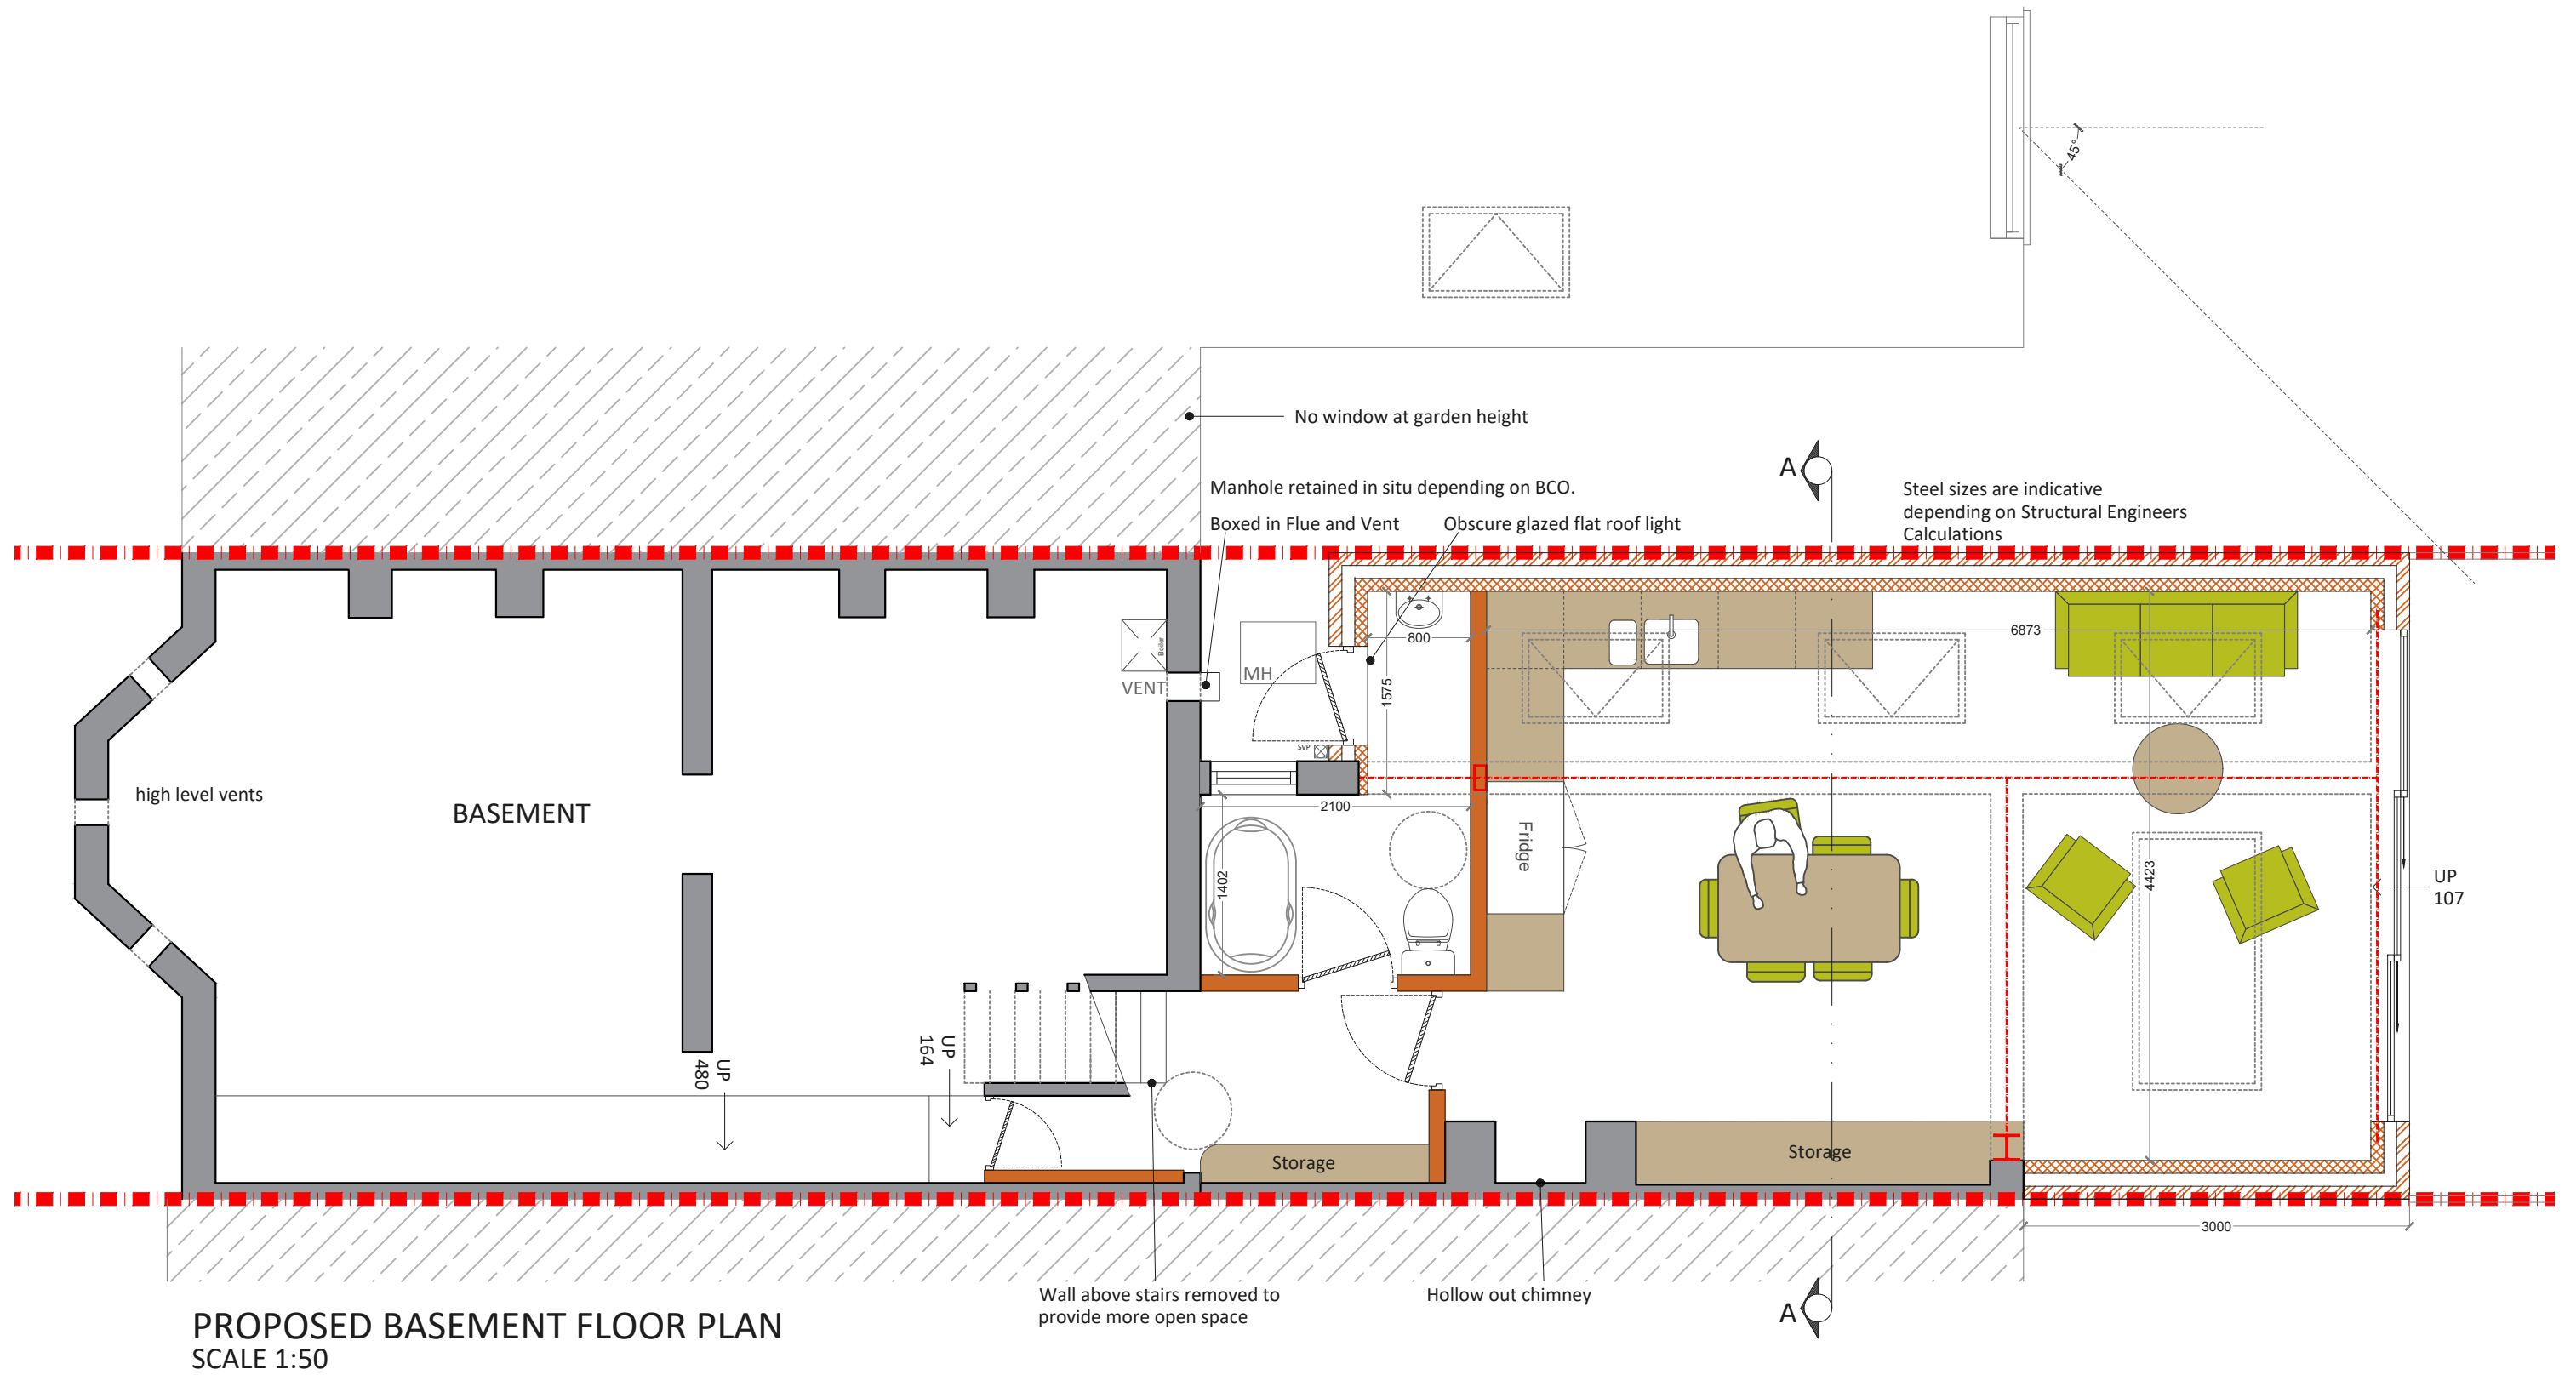 45°
No window at garden height
A
Manhole retained in situ depending on BCO.
Steel sizes are indicative
depending on Structural Engineers
Calculations
Boxed in Flue and Vent
Obscure glazed flat roof light
Boiler
VENT
MH
800
6873
1575
SVP
high level vents
BASEMENT
2100
Fridge
1402
4423
UP
107
UP
164
UP
480
Storage
Storage
3000
Wall above stairs removed to
provide more open space
Hollow out chimney
A
PROPOSED BASEMENT FLOOR PLAN
SCALE 1:50